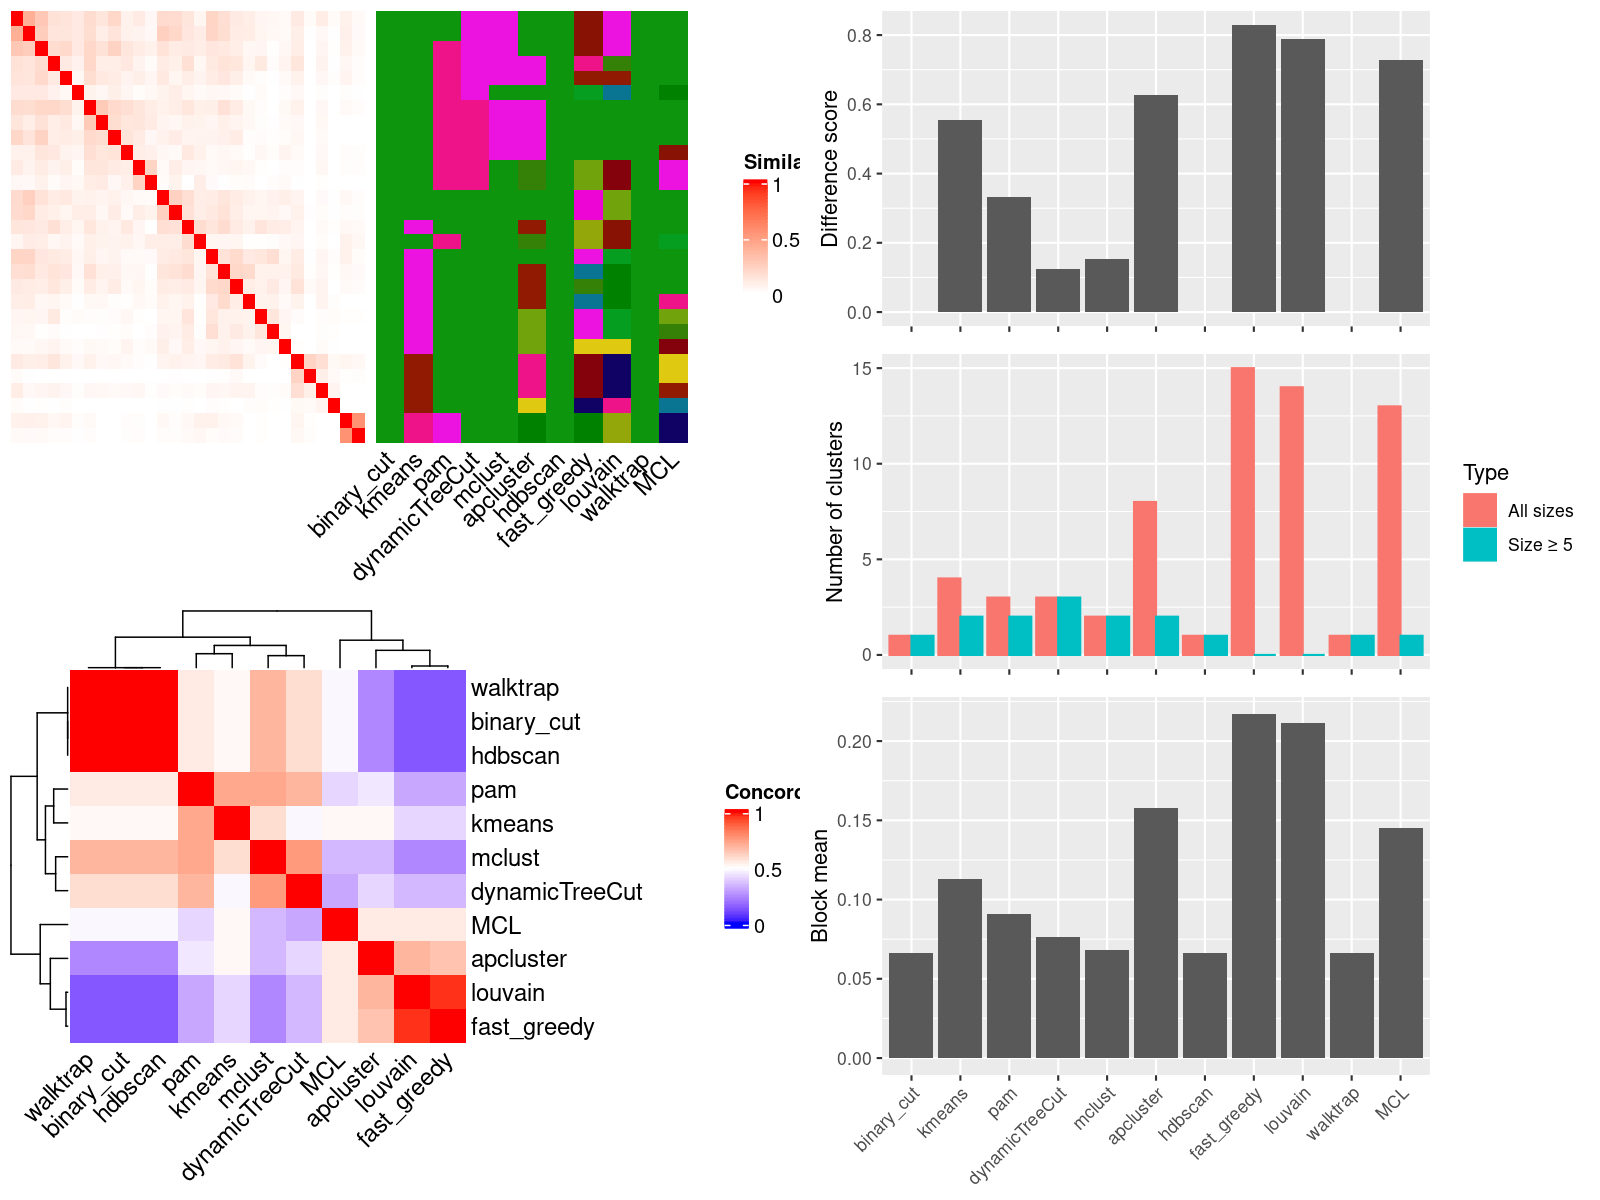 Simila
1
0.5
0
binary_cut
kmeans
pam
dynamicTreeCut
mclust
apcluster
hdbscan
fast_greedy
louvain
walktrap
MCL
walktrap
binary_cut
hdbscan
pam
kmeans
mclust
dynamicTreeCut
MCL
apcluster
louvain
fast_greedy
walktrap
binary_cut
hdbscan
pam
kmeans
mclust
dynamicTreeCut
MCL
apcluster
louvain
fast_greedy
Concord
1
0.5
0
Difference score
0.8
0.6
0.4
0.2
0.0
Number of clusters
15
10
5
0
Type
All sizes
Size ≥ 5
Block mean
0.20
0.15
0.10
0.05
0.00
binary_cut
kmeans
pam
dynamicTreeCut
mclust
apcluster
hdbscan
fast_greedy
louvain
walktrap
MCL